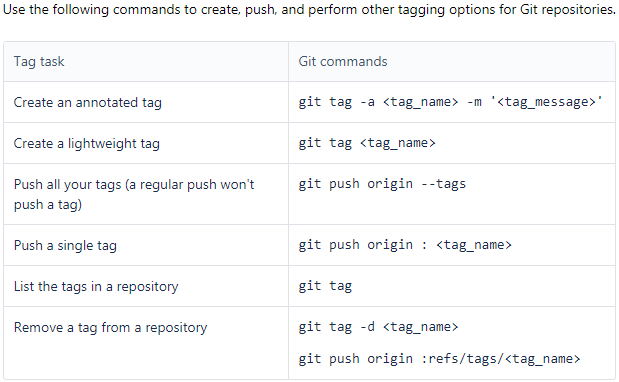 Use the following commands to create, push, and perform other tagging options for Git repositories.
Tag task
Git commands
Create an annotated tag
git tag -a <tag_name> -m '<tag_message>'
Create a lightweight tag
git tag <tag_name>
Push all your tags (a regular push won't
push a tag)
git push origin --tags
Push a single tag
git push origin : <tag_name>
List the tags in a repository
git tag
Remove a tag from a repository
git tag -d <tag_name>
git push origin :refs/tags/<tag_name>